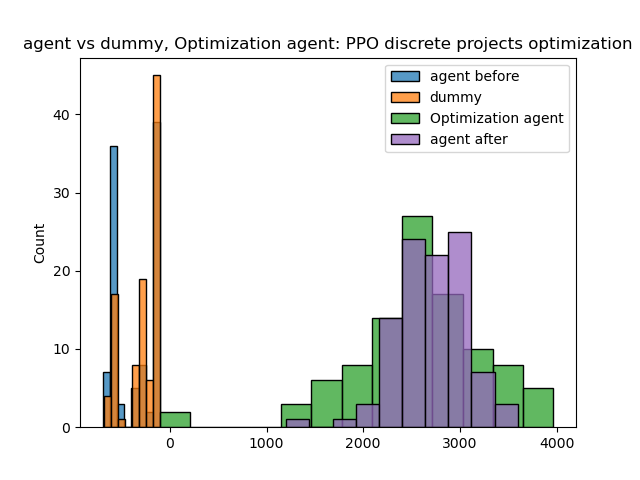 agent vs dummy, Optimization agent: PPO discrete projects optimization
agent before
dummy
Optimization agent
agent after
Count
40
30
20
10
0
0 1000 2000 3000 4000